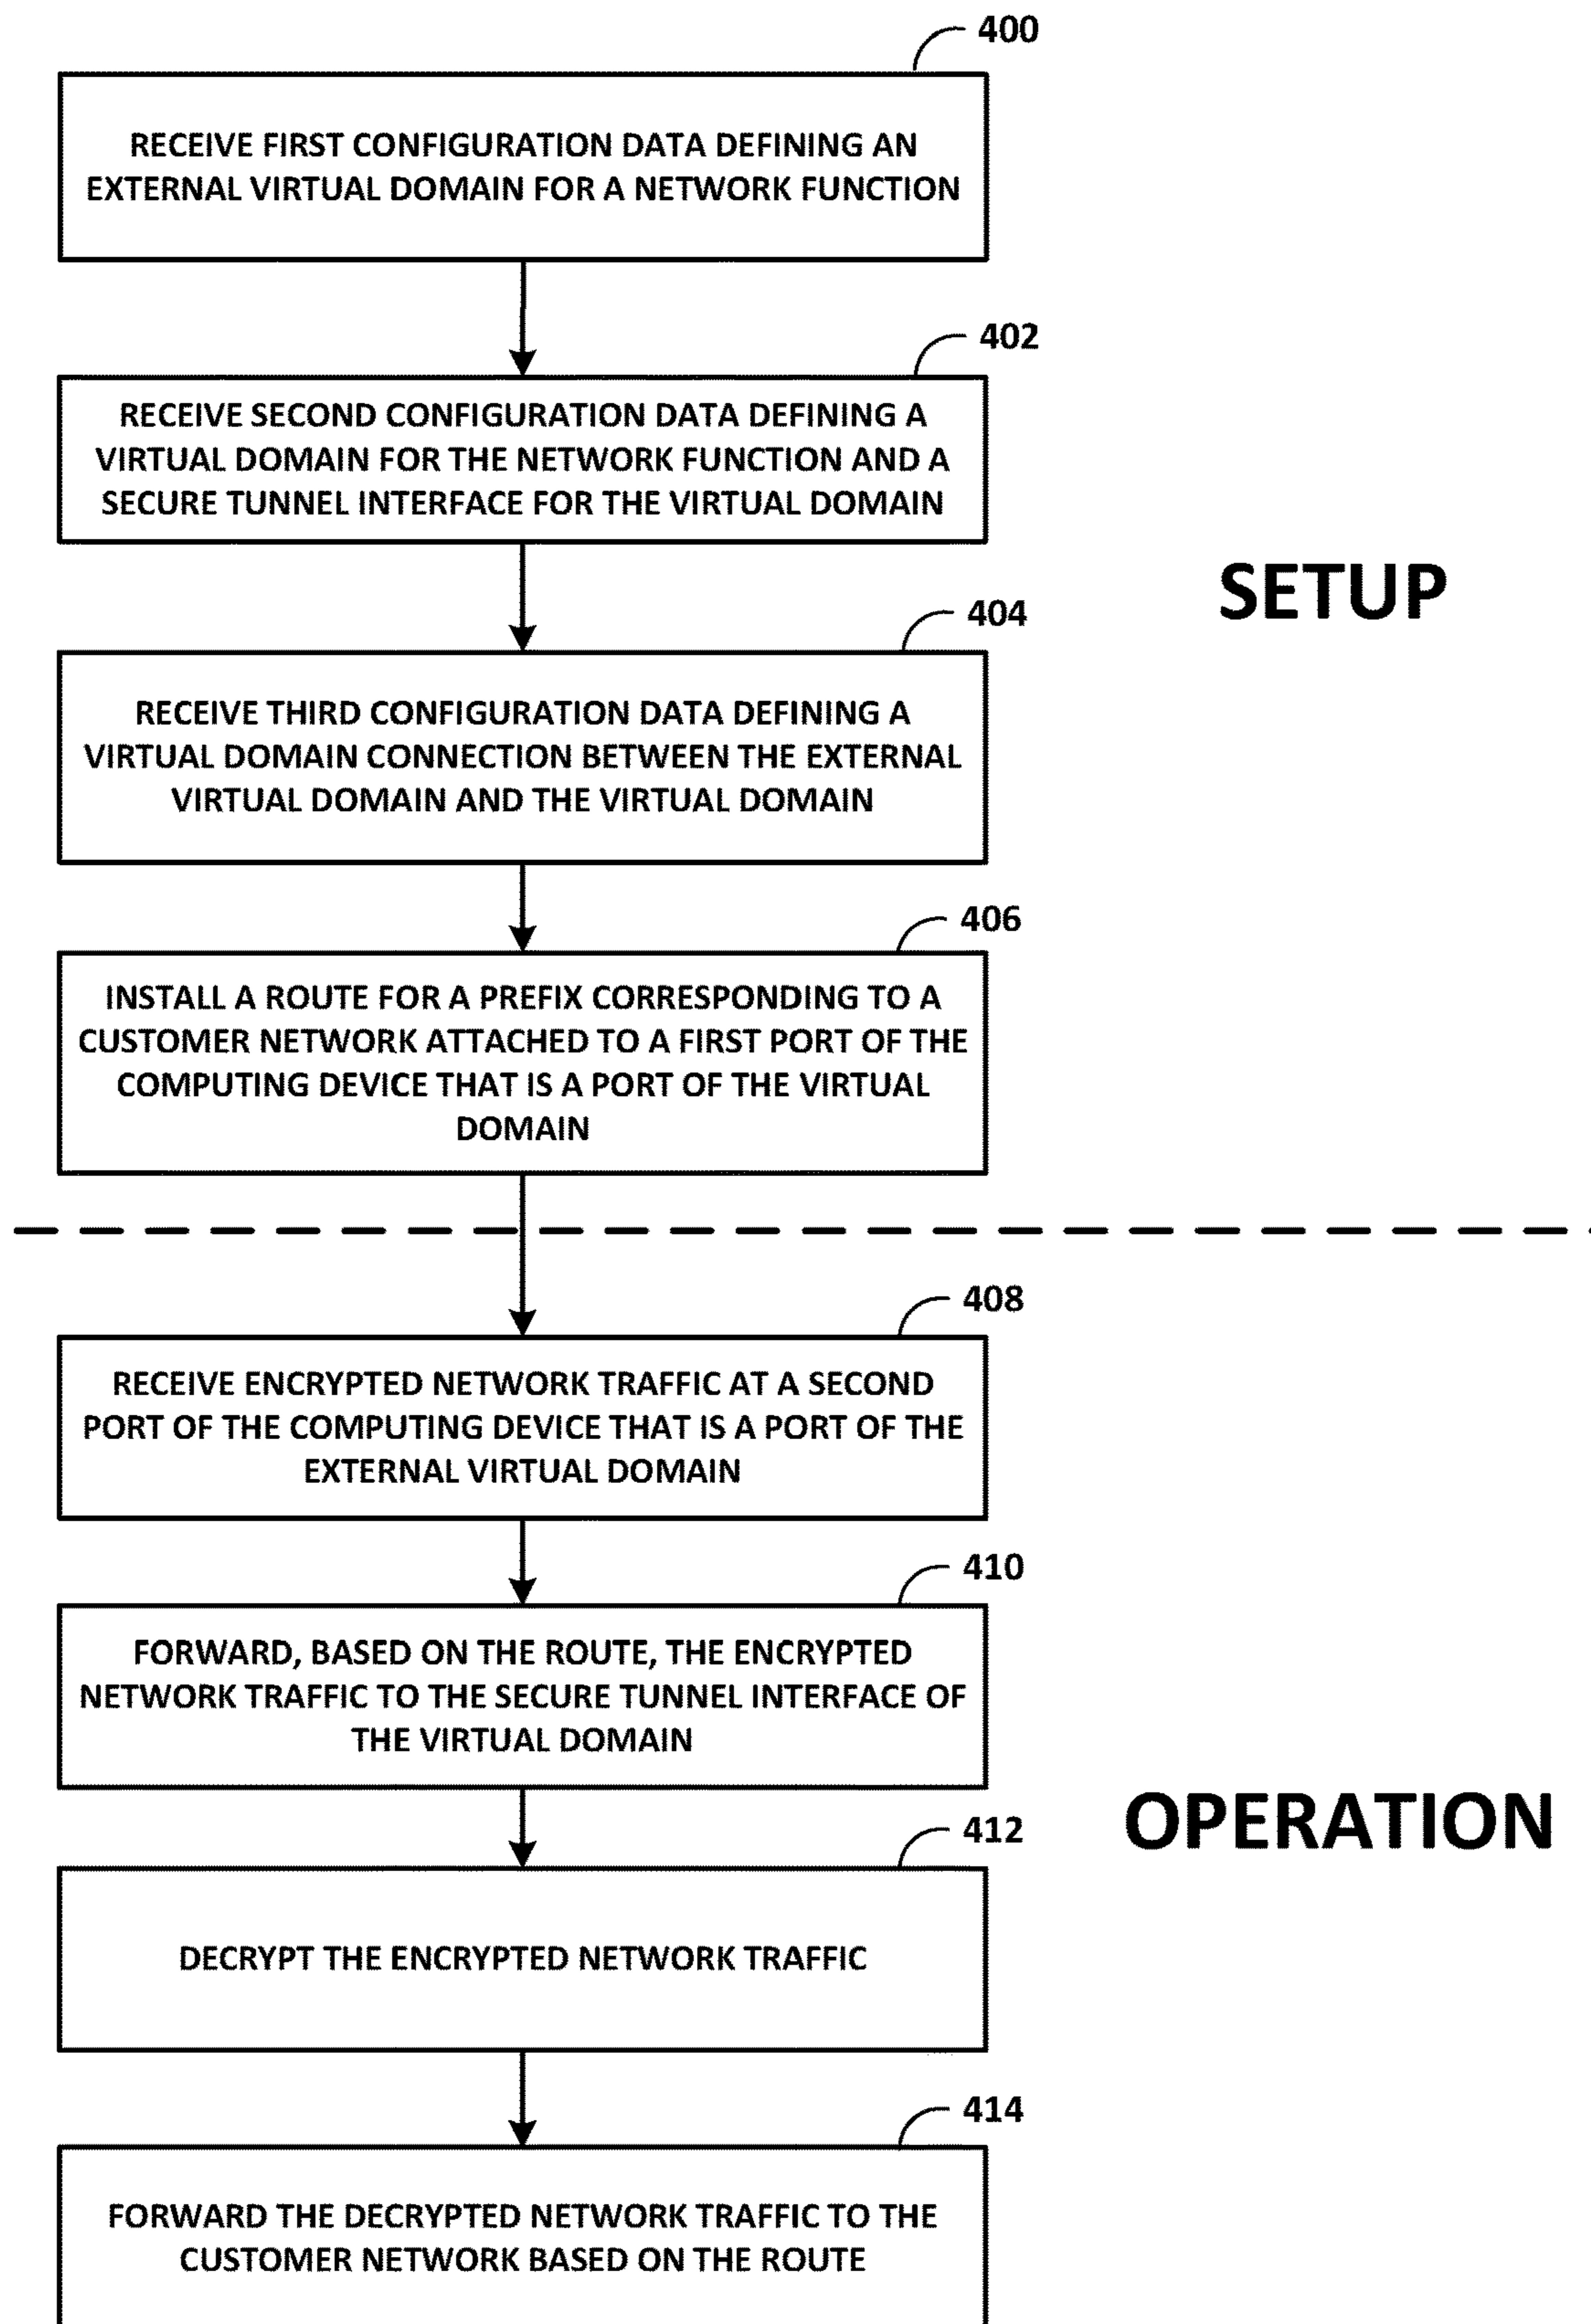 400
RECEIVE FIRST CONFIGURATION DATA DEFINING AN
EXTERNAL VIRTUAL DOMAIN FOR A NETWORK FUNCTION
402
RECEIVE SECOND CONFIGURATION DATA DEFINING A
VIRTUAL DOMAIN FOR THE NETWORK FUNCTION AND A
SECURE TUNNEL INTERFACE FOR THE VIRTUAL DOMAIN
SETUP
404
RECEIVE THIRD CONFIGURATION DATA DEFINING A
VIRTUAL DOMAIN CONNECTION BETWEEN THE EXTERNAL
VIRTUAL DOMAIN AND THE VIRTUAL DOMAIN
406
INSTALL A ROUTE FOR A PREFIX CORRESPONDING TO A
CUSTOMER NETWORK ATTACHED TO A FIRST PORT OF THE
COMPUTING DEVICE THAT IS A PORT OF THE VIRTUAL
DOMAIN
408
RECEIVE ENCRYPTED NETWORK TRAFFIC AT A SECOND
PORT OF THE COMPUTING DEVICE THAT IS A PORT OF THE
EXTERNAL VIRTUAL DOMAIN
410
FORWARD, BASED ON THE ROUTE, THE ENCRYPTED
NETWORK TRAFFIC TO THE SECURE TUNNEL INTERFACE OF
THE VIRTUAL DOMAIN
OPERATION
412
DECRYPT THE ENCRYPTED NETWORK TRAFFIC
414
FORWARD THE DECRYPTED NETWORK TRAFFIC TO THE
CUSTOMER NETWORK BASED ON THE ROUTE